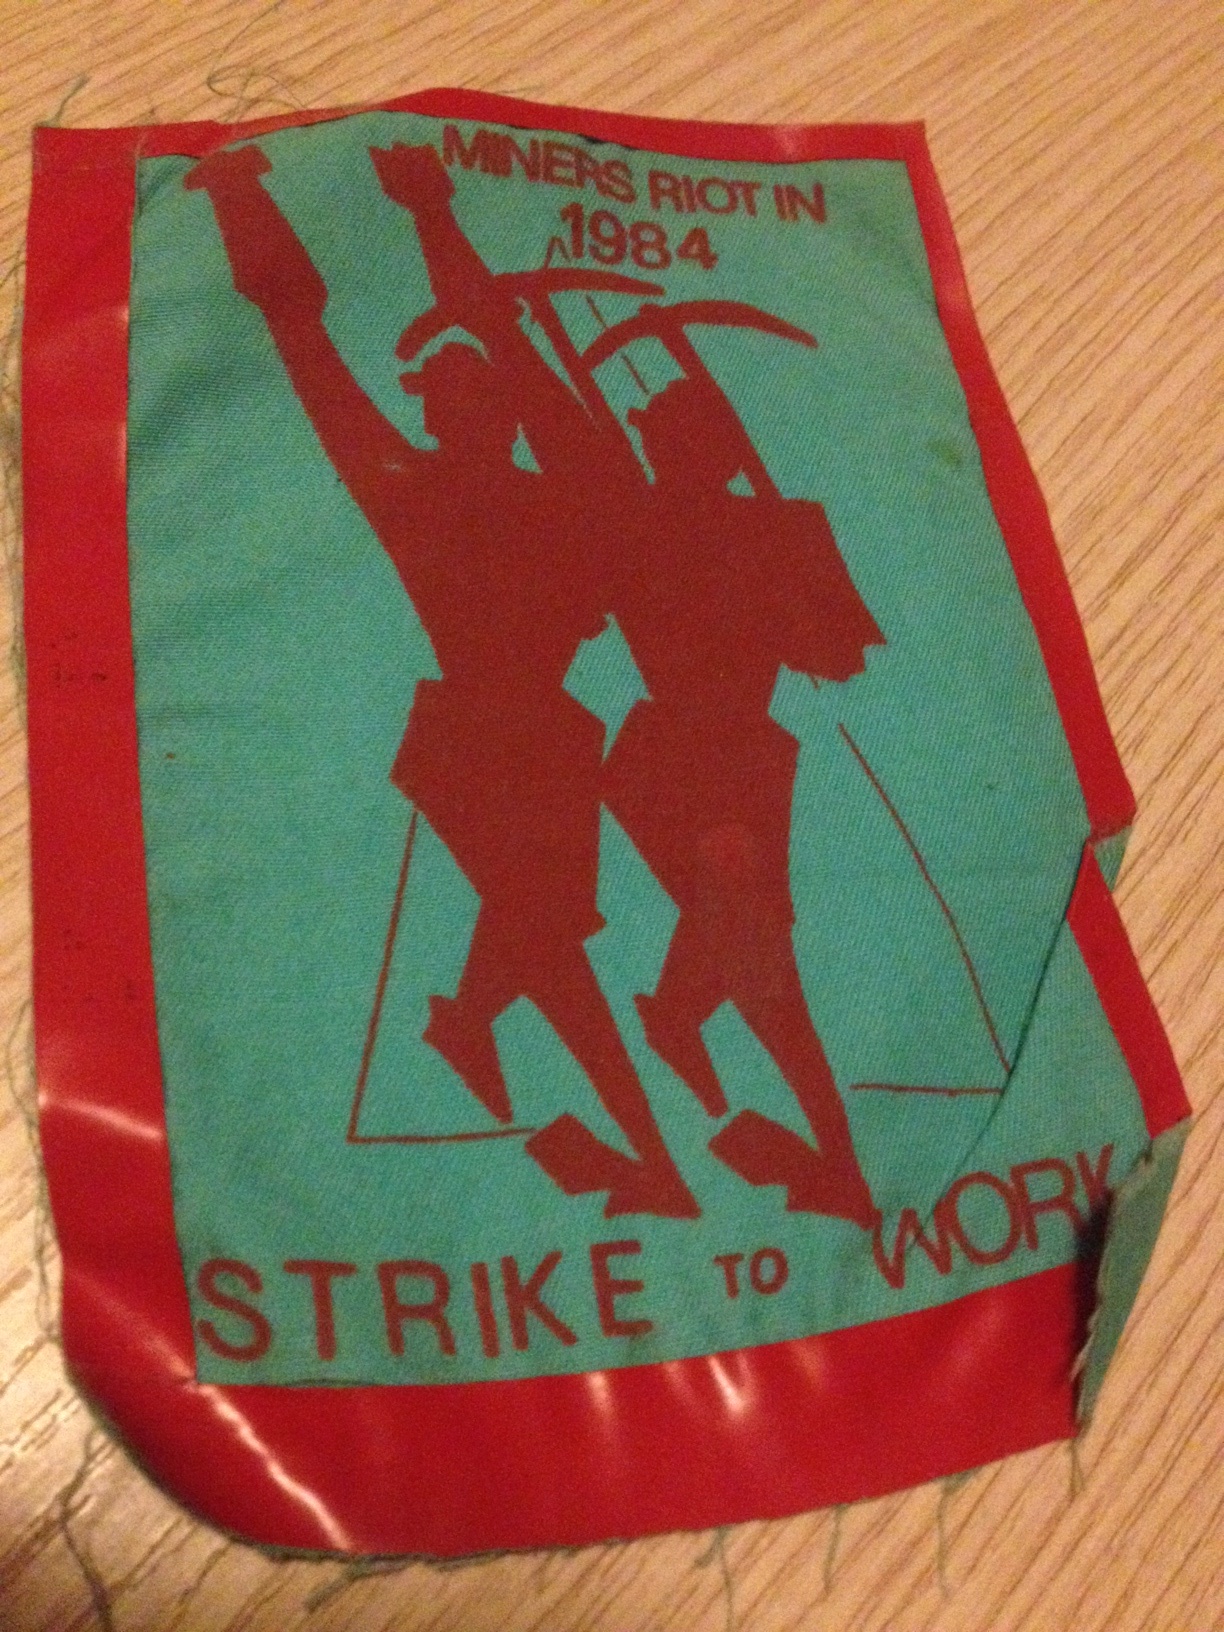 MINERS RIOT IN
1984
STRIKE TO WORK